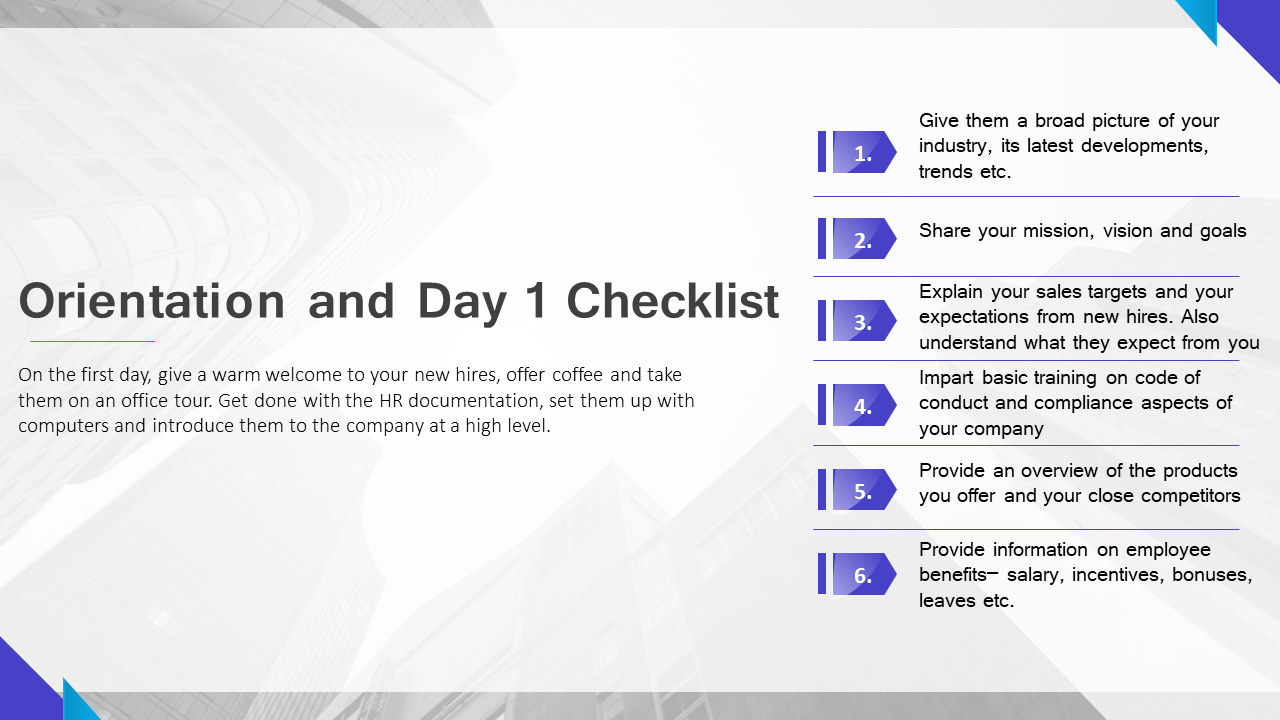 Orientation and Day 1 Checklist
On the first day, give a warm welcome to your new hires, offer coffee and take
them on an office tour. Get done with the HR documentation, set them up with
computers and introduce them to the company at a high level.
1.
Give them a broad picture of your
industry, its latest developments,
trends etc.
2.
Share your mission, vision and goals
3.
Explain your sales targets and your
expectations from new hires. Also
understand what they expect from you
4.
Impart basic training on code of
conduct and compliance aspects of
your company
5.
Provide an overview of the products
you offer and your close competitors
6.
Provide information on employee
benefits– salary, incentives, bonuses,
leaves etc.